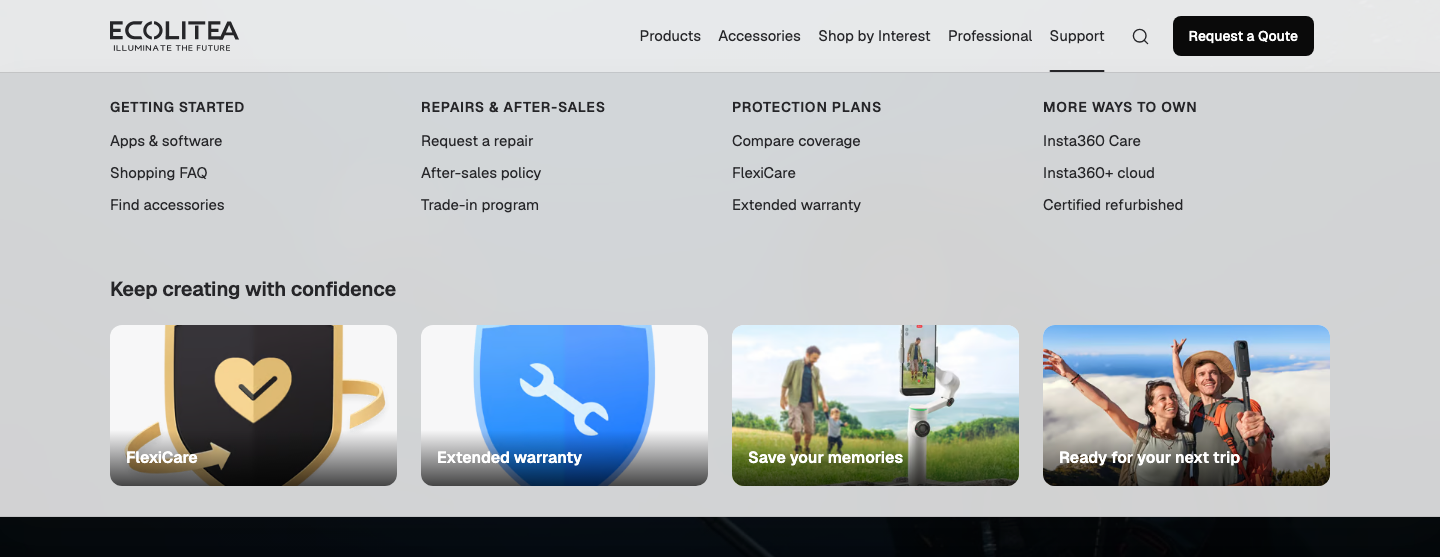 ECOLITEA
ILLUMINATE THE FUTURE
Products Accessories Shop by Interest Professional Support Request a Qoute
GETTING STARTED
Apps & software
Shopping FAQ
Find accessories
REPAIRS & AFTER-SALES
Request a repair
After-sales policy
Trade-in program
PROTECTION PLANS
Compare coverage
FlexiCare
Extended warranty
MORE WAYS TO OWN
Insta360 Care
Insta360+ cloud
Certified refurbished
Keep creating with confidence
FlexiCare
Extended warranty
Save your memories
Ready for your next trip